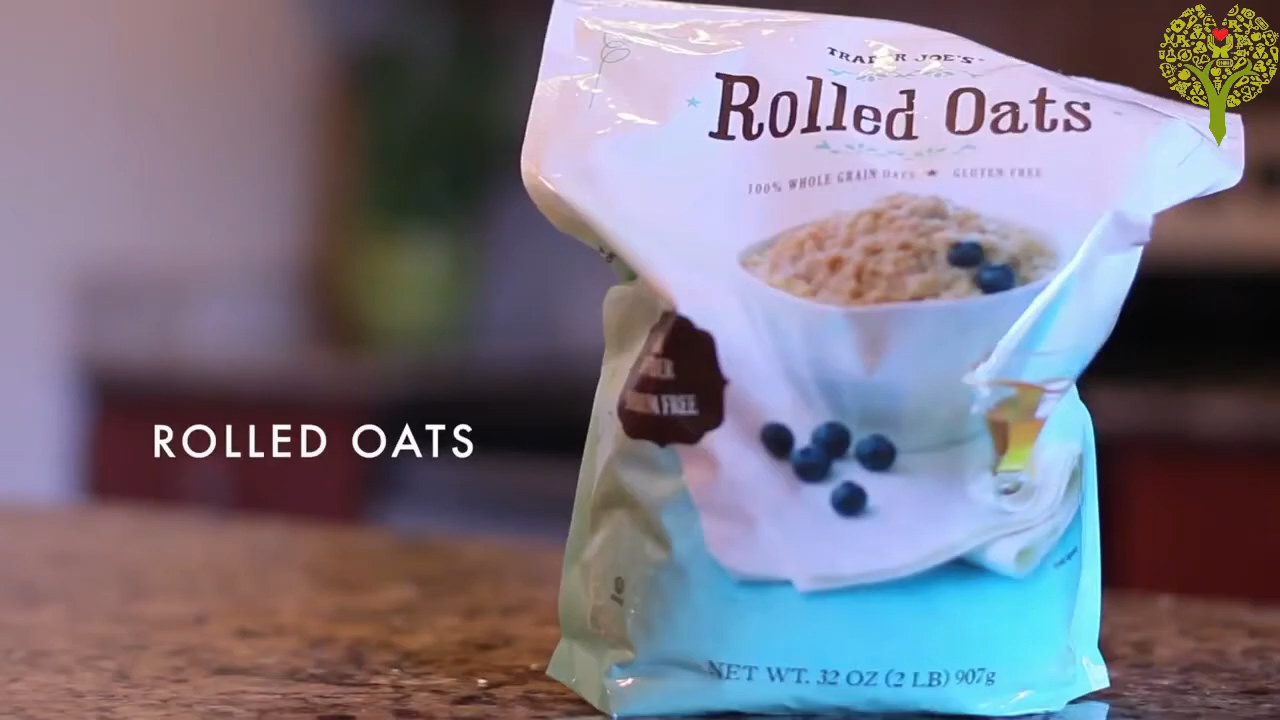 TRADER JOE'S
Rolled Oats
100% WHOLE GRAIN OATS ★ GLUTEN FREE
FREE
ROLLED OATS
NET WT. 32 OZ (2 LB) 907g